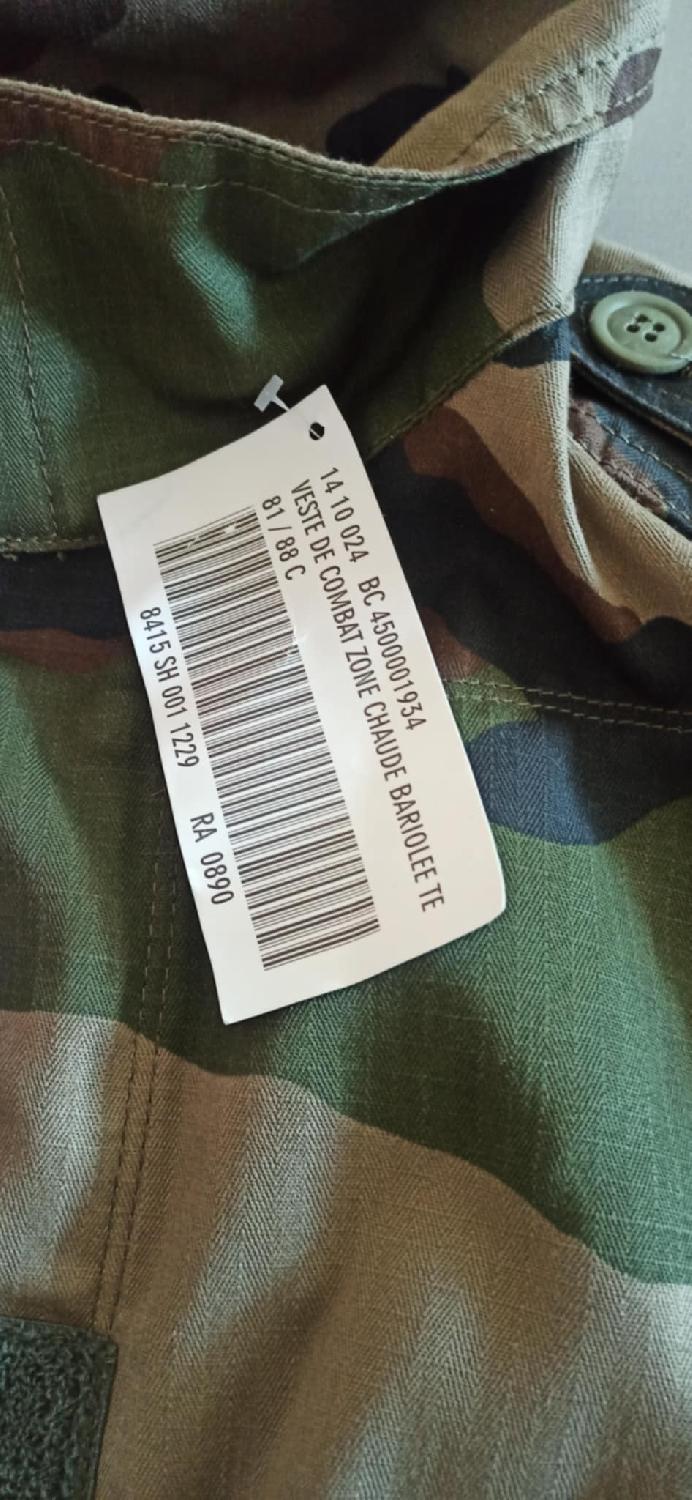 14 10 024 BC 4500001934
VESTE DE COMBAT ZONE CHAUDE BARIOLEE TE
81 / 88 C
8415 SH 001 1229 RA 0890